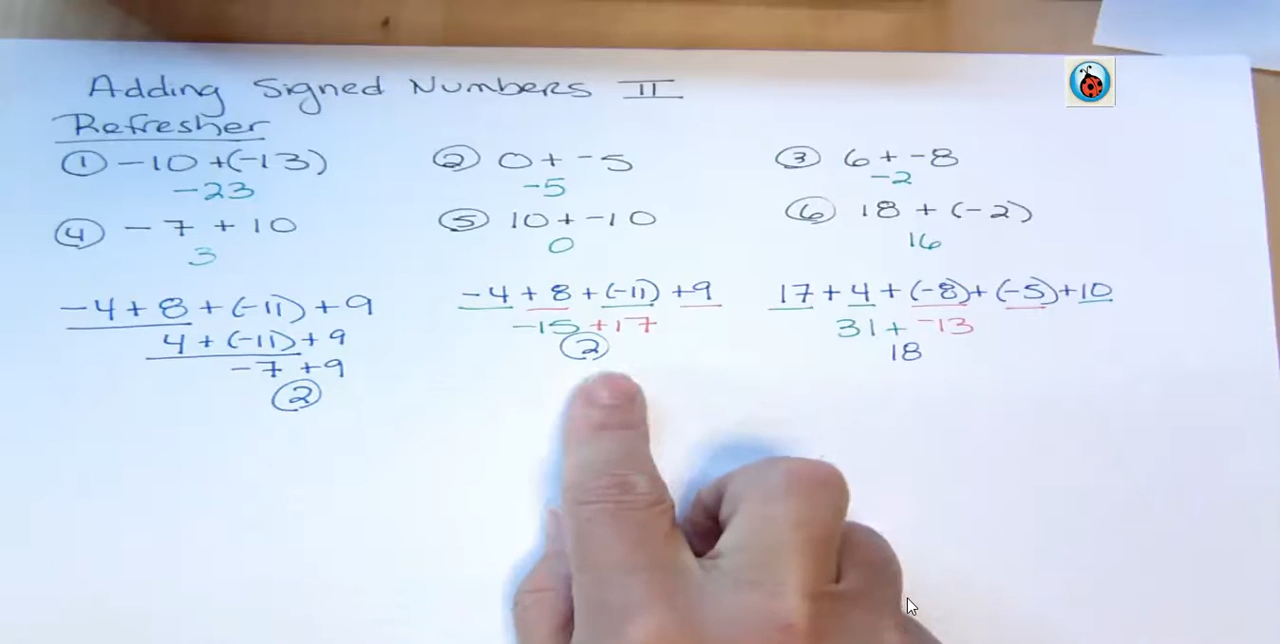 Adding Signed Numbers II
Refresher
① -10 + (-13)
-23
② 0 + -5
-5
③ 6 + -8
-2
④ -7 + 10
3
⑤ 10 + -10
0
⑥ 18 + (-2)
16
-4 + 8 + (-11) + 9
4 + (-11) + 9
-7 + 9
2
-4 + 8 + (-11) + 9
-15 + 17
2
17 + 4 + (-8) + (-5) + 10
31 + -13
18